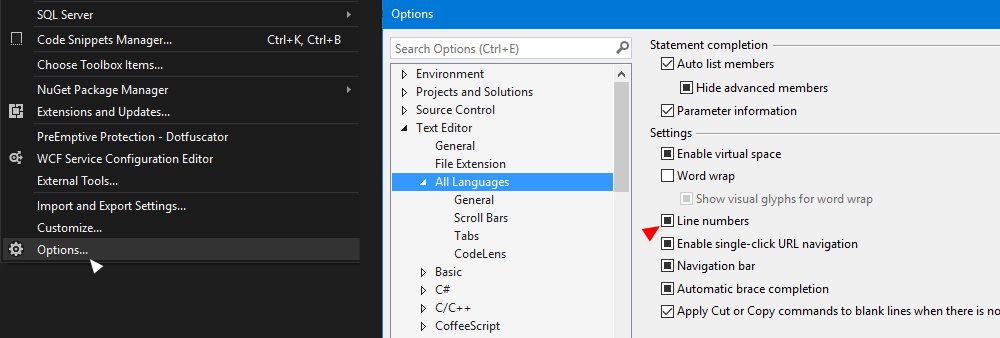 SQL Server
Code Snippets Manager... Ctrl+K, Ctrl+B
Choose Toolbox Items...
NuGet Package Manager
Extensions and Updates...
PreEmptive Protection - Dotfuscator
WCF Service Configuration Editor
External Tools...
Import and Export Settings...
Customize...
Options...
Options
Search Options (Ctrl+E)
Environment
Projects and Solutions
Source Control
Text Editor
General
File Extension
All Languages
General
Scroll Bars
Tabs
CodeLens
Basic
C#
C/C++
CoffeeScript
Statement completion
Auto list members
Hide advanced members
Parameter information
Settings
Enable virtual space
Word wrap
Show visual glyphs for word wrap
Line numbers
Enable single-click URL navigation
Navigation bar
Automatic brace completion
Apply Cut or Copy commands to blank lines when there is no